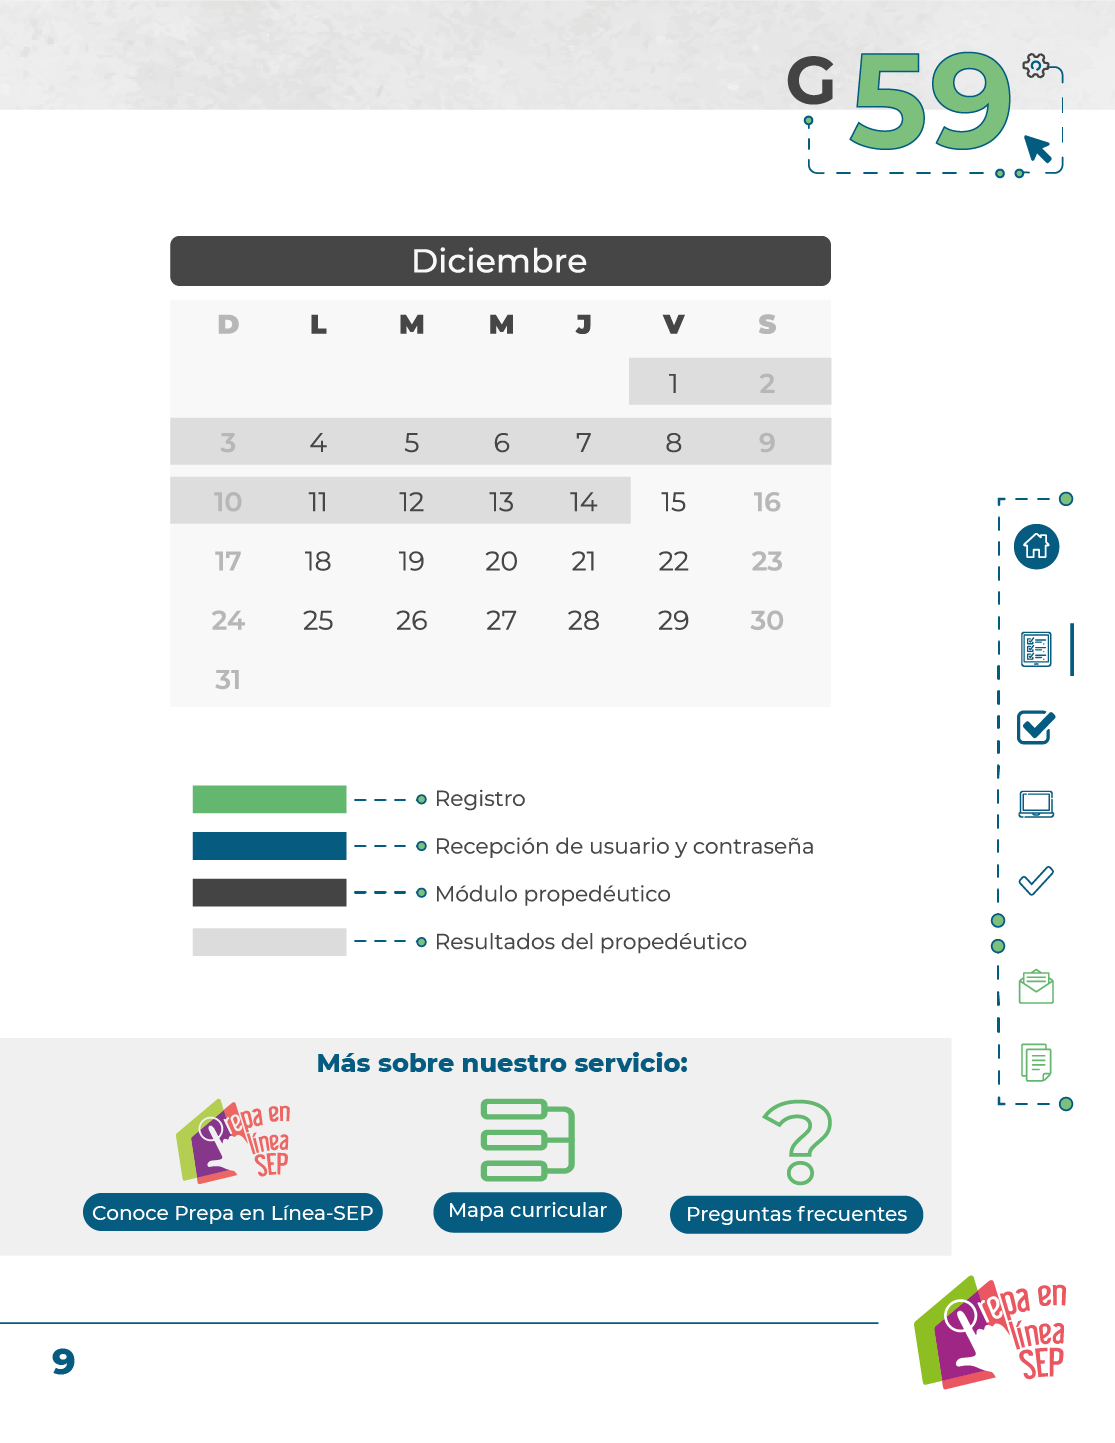 G 59
Diciembre
D L M M J V S
1 2
3 4 5 6 7 8 9
10 11 12 13 14 15 16
17 18 19 20 21 22 23
24 25 26 27 28 29 30
31
Registro
Recepción de usuario y contraseña
Módulo propedéutico
Resultados del propedéutico
Más sobre nuestro servicio:
Prepa en
línea
SEP
Conoce Prepa en Línea-SEP
Mapa curricular
?
Preguntas frecuentes
Prepa en
línea
SEP
9